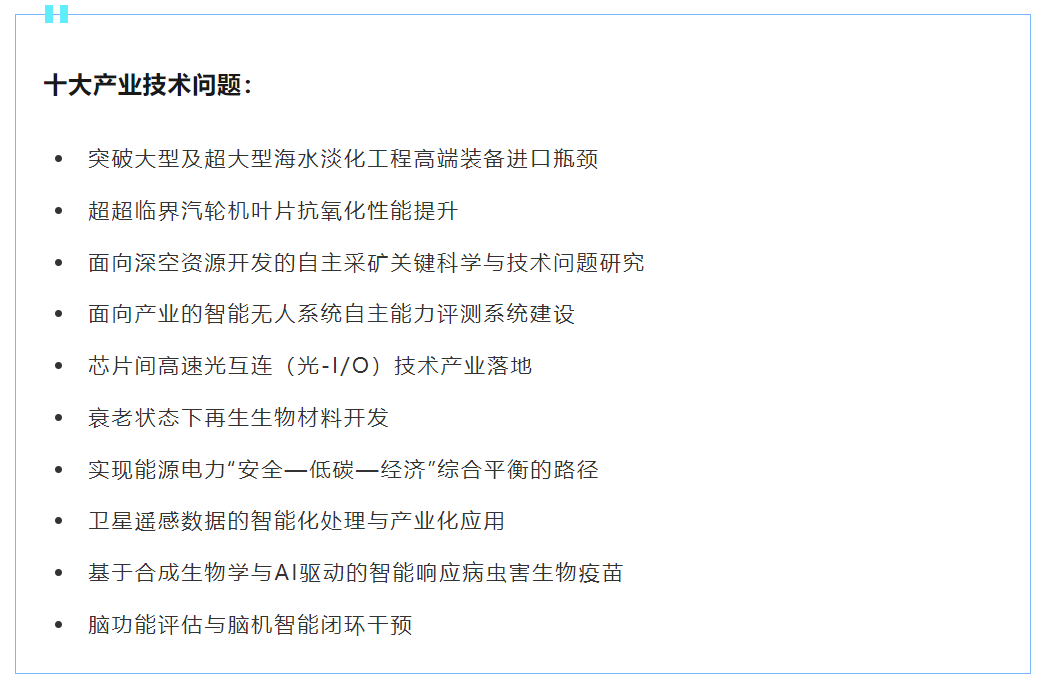 十大产业技术问题：
• 突破大型及超大型海水淡化工程高端装备进口瓶颈
• 超超临界汽轮机叶片抗氧化性能提升
• 面向深空资源开发的自主采矿关键科学与技术问题研究
• 面向产业的智能无人系统自主能力评测系统建设
• 芯片间高速光互连（光-I/O）技术产业落地
• 衰老状态下再生生物材料开发
• 实现能源电力“安全—低碳—经济”综合平衡的路径
• 卫星遥感数据的智能化处理与产业化应用
• 基于合成生物学与AI驱动的智能响应病虫害生物疫苗
• 脑功能评估与脑机智能闭环干预